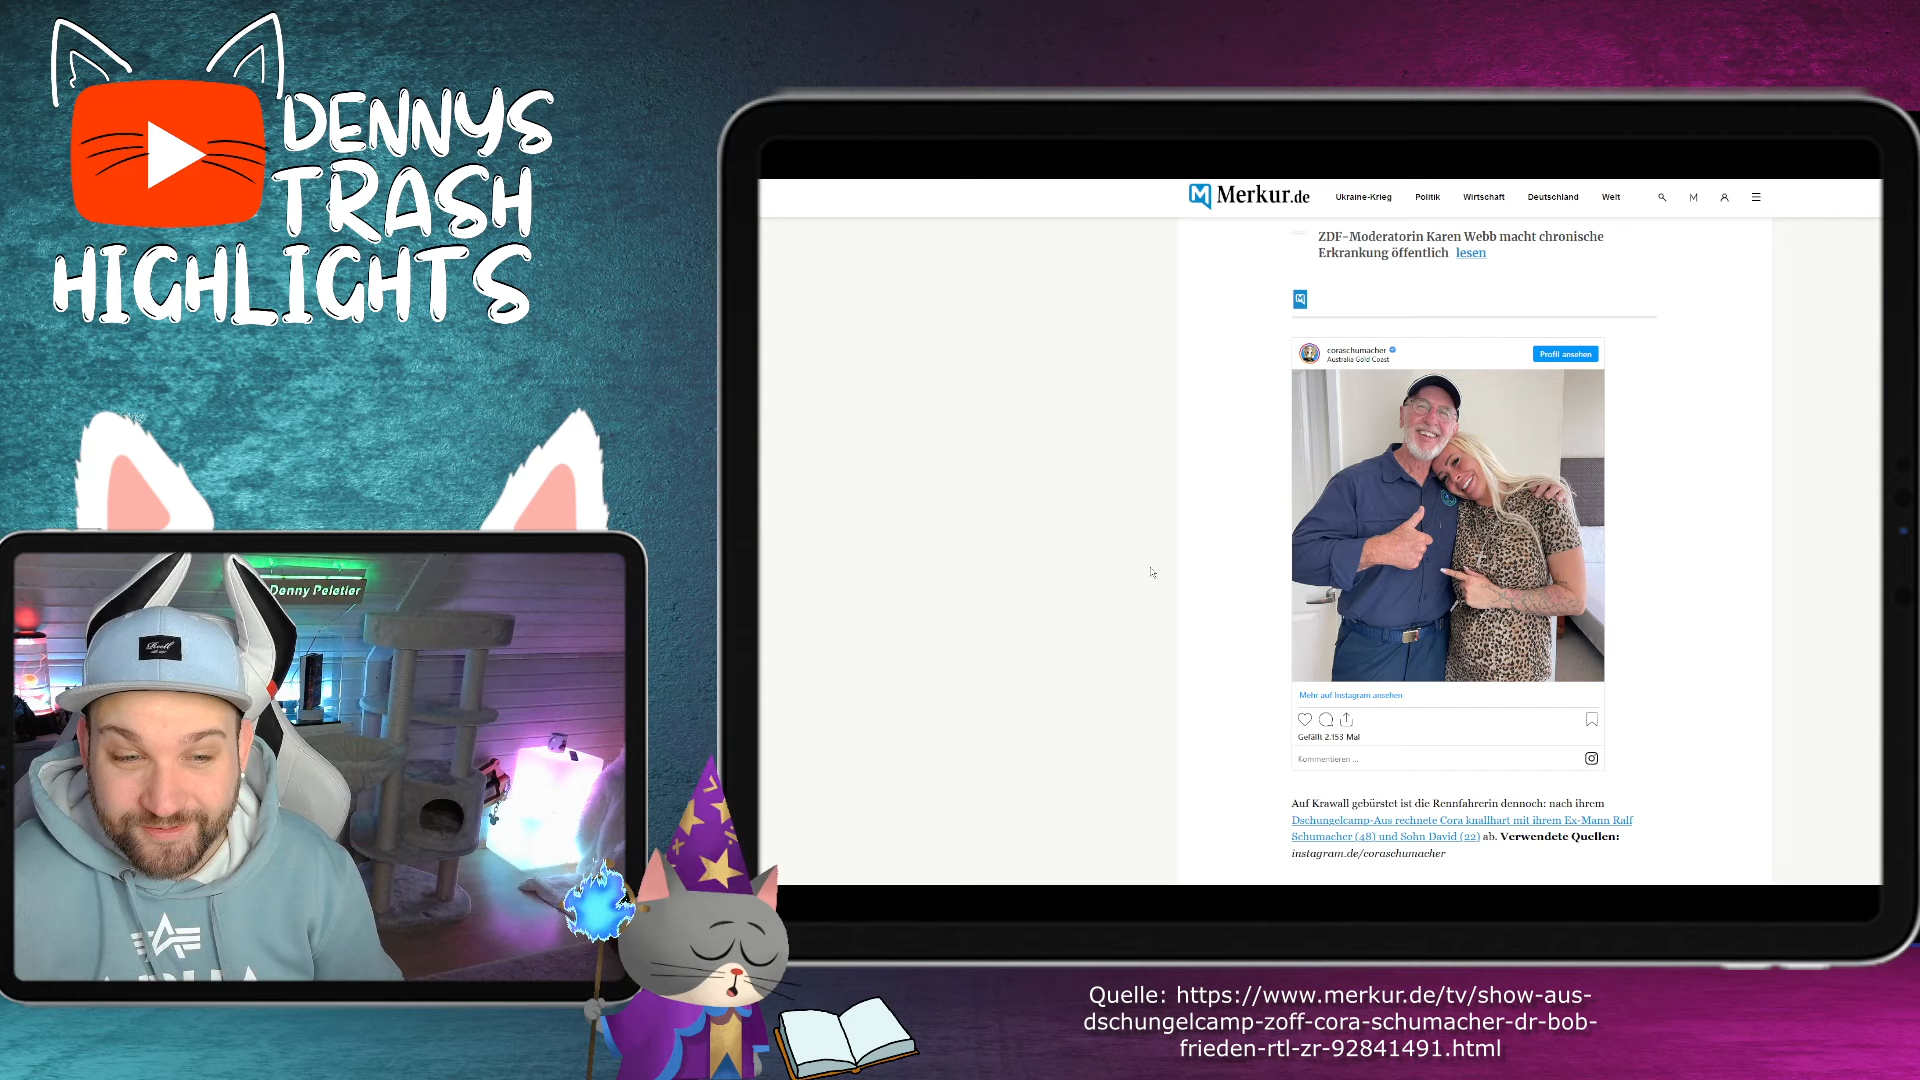 DENNYS
TRASH
HIGHLIGHTS
Merkur.de
Ukraine-Krieg
Politik
Wirtschaft
Deutschland
Welt
M
ZDF-Moderatorin Karen Webb macht chronische
Erkrankung öffentlich lesen
coraschumacher
Australia Gold Coast
Profil ansehen
Mehr auf Instagram ansehen
Gefällt 2.153 Mal
Kommentieren ...
Auf Krawall gebürstet ist die Rennfahrerin dennoch: nach ihrem
Dschungelcamp-Aus rechnete Cora knallhart mit ihrem Ex-Mann Ralf
Schumacher (48) und Sohn David (22) ab. Verwendete Quellen:
instagram.de/coraschumacher
Denny Peletier
Quelle: https://www.merkur.de/tv/show-aus-
dschungelcamp-zoff-cora-schumacher-dr-bob-
frieden-rtl-zr-92841491.html